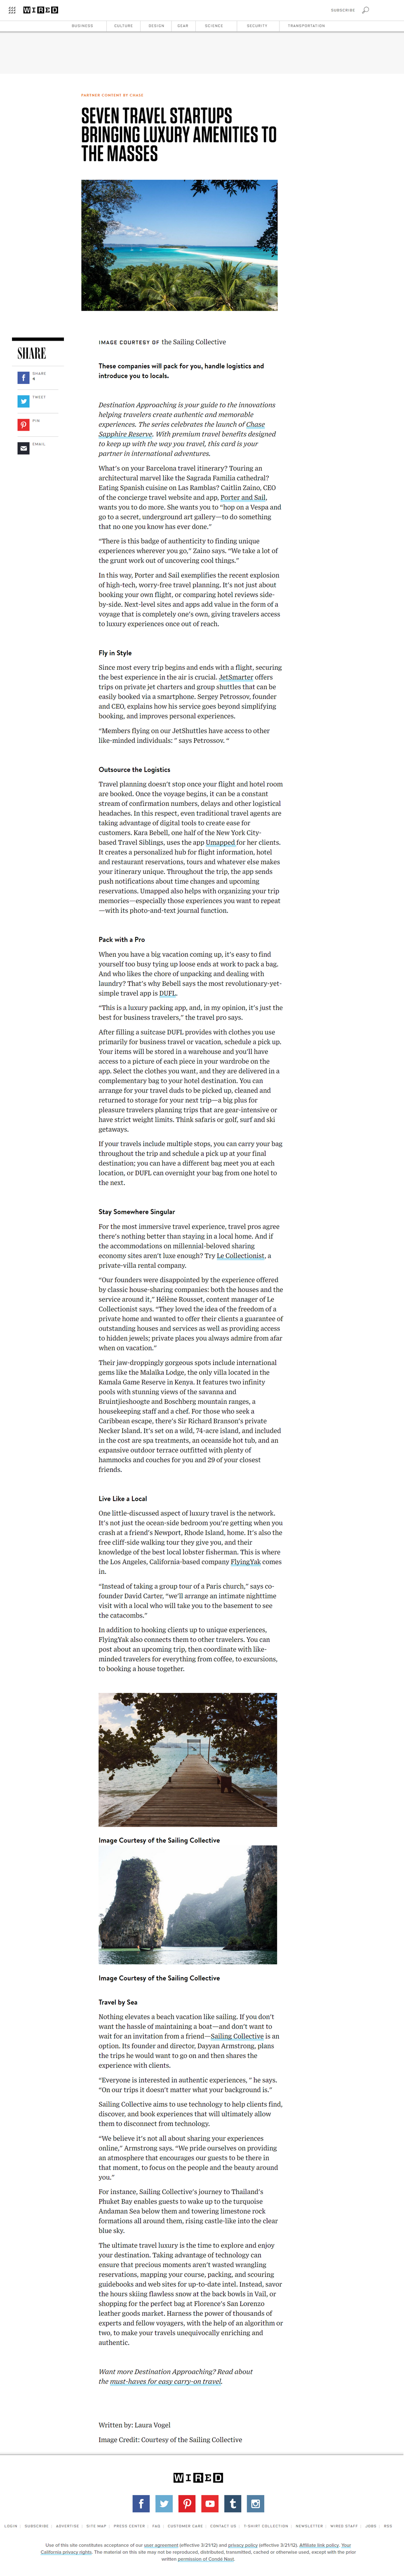 WIRED
SUBSCRIBE
BUSINESS
CULTURE
DESIGN
GEAR
SCIENCE
SECURITY
TRANSPORTATION
PARTNER CONTENT BY CHASE
SEVEN TRAVEL STARTUPS
BRINGING LUXURY AMENITIES TO
THE MASSES
IMAGE COURTESY OF the Sailing Collective
SHARE
SHARE
TWEET
PIN
EMAIL
These companies will pack for you, handle logistics and
introduce you to locals.
Destination Approaching is your guide to the innovations
helping travelers create authentic and memorable
experiences. The series celebrates the launch of Chase
Sapphire Reserve. With premium travel benefits designed
to keep up with the way you travel, this card is your
partner in international adventures.
What's on your Barcelona travel itinerary? Touring an
architectural marvel like the Sagrada Familia cathedral?
Eating Spanish cuisine on Las Ramblas? Caitlin Zaino, CEO
of the concierge travel website and app, Porter and Sail,
wants you to do more. She wants you to “hop on a Vespa and
go to a secret, underground art gallery—to do something
that no one you know has ever done.”
“There is this badge of authenticity to finding unique
experiences wherever you go,” Zaino says. “We take a lot of
the grunt work out of uncovering cool things.”
In this way, Porter and Sail exemplifies the recent explosion
of high-tech, worry-free travel planning. It's not just about
booking your own flight, or comparing hotel reviews side-
by-side. Next-level sites and apps add value in the form of a
voyage that is completely one's own, giving travelers access
to luxury experiences once out of reach.
Fly in Style
Since most every trip begins and ends with a flight, securing
the best experience in the air is crucial. JetSmarter offers
trips on private jet charters and group shuttles that can be
easily booked via a smartphone. Sergey Petrossov, founder
and CEO, explains how his service goes beyond simplifying
booking, and improves personal experiences.
“Members flying on our JetShuttles have access to other
like-minded individuals: ” says Petrossov. “
Outsource the Logistics
Travel planning doesn't stop once your flight and hotel room
are booked. Once the voyage begins, it can be a constant
stream of confirmation numbers, delays and other logistical
headaches. In this respect, even traditional travel agents are
taking advantage of digital tools to create ease for
customers. Kara Bebell, one half of the New York City-
based Travel Siblings, uses the app Umapped for her clients.
It creates a personalized hub for flight information, hotel
and restaurant reservations, tours and whatever else makes
your itinerary unique. Throughout the trip, the app sends
push notifications about time changes and upcoming
reservations. Umapped also helps with organizing your trip
memories—especially those experiences you want to repeat
—with its photo-and-text journal function.
Pack with a Pro
When you have a big vacation coming up, it's easy to find
yourself too busy tying up loose ends at work to pack a bag.
And who likes the chore of unpacking and dealing with
laundry? That's why Bebell says the most revolutionary-yet-
simple travel app is DUFL.
“This is a luxury packing app, and, in my opinion, it's just the
best for business travelers,” the travel pro says.
After filling a suitcase DUFL provides with clothes you use
primarily for business travel or vacation, schedule a pick up.
Your items will be stored in a warehouse and you'll have
access to a picture of each piece in your wardrobe on the
app. Select the clothes you want, and they are delivered in a
complementary bag to your hotel destination. You can
arrange for your travel duds to be picked up, cleaned and
returned to storage for your next trip—a big plus for
pleasure travelers planning trips that are gear-intensive or
have strict weight limits. Think safaris or golf, surf and ski
getaways.
If your travels include multiple stops, you can carry your bag
throughout the trip and schedule a pick up at your final
destination; you can have a different bag meet you at each
location, or DUFL can overnight your bag from one hotel to
the next.
Stay Somewhere Singular
For the most immersive travel experience, travel pros agree
there's nothing better than staying in a local home. And if
the accommodations on millennial-beloved sharing
economy sites aren't luxe enough? Try Le Collectionist, a
private-villa rental company.
“Our founders were disappointed by the experience offered
by classic house-sharing companies: both the houses and the
service around it,” Hélène Rousset, content manager of Le
Collectionist says. “They loved the idea of the freedom of a
private home and wanted to offer their clients a guarantee of
outstanding houses and services as well as providing access
to hidden jewels; private places you always admire from afar
when on vacation.”
Their jaw-droppingly gorgeous spots include international
gems like the Malaïka Lodge, the only villa located in the
Kamala Game Reserve in Kenya. It features two infinity
pools with stunning views of the savanna and
Bruintjieshoogte and Boschberg mountain ranges, a
housekeeping staff and a chef. For those who seek a
Caribbean escape, there's Sir Richard Branson's private
Necker Island. It's set on a wild, 74-acre island, and included
in the cost are spa treatments, an oceanside hot tub, and an
expansive outdoor terrace outfitted with plenty of
hammocks and couches for you and 29 of your closest
friends.
Live Like a Local
One little-discussed aspect of luxury travel is the network.
It's not just the ocean-side bedroom you're getting when you
crash at a friend's Newport, Rhode Island, home. It's also the
free cliff-side walking tour they give you, and their
knowledge of the best local lobster fisherman. This is where
the Los Angeles, California-based company FlyingYak comes
in.
“Instead of taking a group tour of a Paris church,” says co-
founder David Carter, “we'll arrange an intimate nighttime
visit with a local who will take you to the basement to see
the catacombs.”
In addition to hooking clients up to unique experiences,
FlyingYak also connects them to other travelers. You can
post about an upcoming trip, then coordinate with like-
minded travelers for everything from coffee, to excursions,
to booking a house together.
Image Courtesy of the Sailing Collective
Image Courtesy of the Sailing Collective
Travel by Sea
Nothing elevates a beach vacation like sailing. If you don't
want the hassle of maintaining a boat—and don't want to
wait for an invitation from a friend—Sailing Collective is an
option. Its founder and director, Dayyan Armstrong, plans
the trips he would want to go on and then shares the
experience with clients.
“Everyone is interested in authentic experiences, ” he says.
“On our trips it doesn't matter what your background is.”
Sailing Collective aims to use technology to help clients find,
discover, and book experiences that will ultimately allow
them to disconnect from technology.
“We believe it's not all about sharing your experiences
online,” Armstrong says. “We pride ourselves on providing
an atmosphere that encourages our guests to be there in
that moment, to focus on the people and the beauty around
you.”
For instance, Sailing Collective's journey to Thailand's
Phuket Bay enables guests to wake up to the turquoise
Andaman Sea below them and towering limestone rock
formations all around them, rising castle-like into the clear
blue sky.
The ultimate travel luxury is the time to explore and enjoy
your destination. Taking advantage of technology can
ensure that precious moments aren't wasted wrangling
reservations, mapping your course, packing, and scouring
guidebooks and web sites for up-to-date intel. Instead, savor
the hours skiing flawless snow at the back bowls in Vail, or
shopping for the perfect bag at Florence's San Lorenzo
leather goods market. Harness the power of thousands of
experts and fellow voyagers, with the help of an algorithm or
two, to make your travels unequivocally enriching and
authentic.
Want more Destination Approaching? Read about
the must-haves for easy carry-on travel.
Written by: Laura Vogel
Image Credit: Courtesy of the Sailing Collective
WIRED
LOGIN
SUBSCRIBE
ADVERTISE
SITE MAP
PRESS CENTER
FAQ
CUSTOMER CARE
CONTACT US
T-SHIRT COLLECTION
NEWSLETTER
WIRED STAFF
JOBS
RSS
Use of this site constitutes acceptance of our user agreement (effective 3/21/12) and privacy policy (effective 3/21/12). Affiliate link policy. Your
California privacy rights. The material on this site may not be reproduced, distributed, transmitted, cached or otherwise used, except with the prior
written permission of Condé Nast.